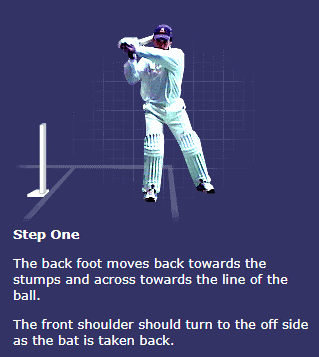 Step One
The back foot moves back towards the
stumps and across towards the line of the
ball.
The front shoulder should turn to the off side
as the bat is taken back.